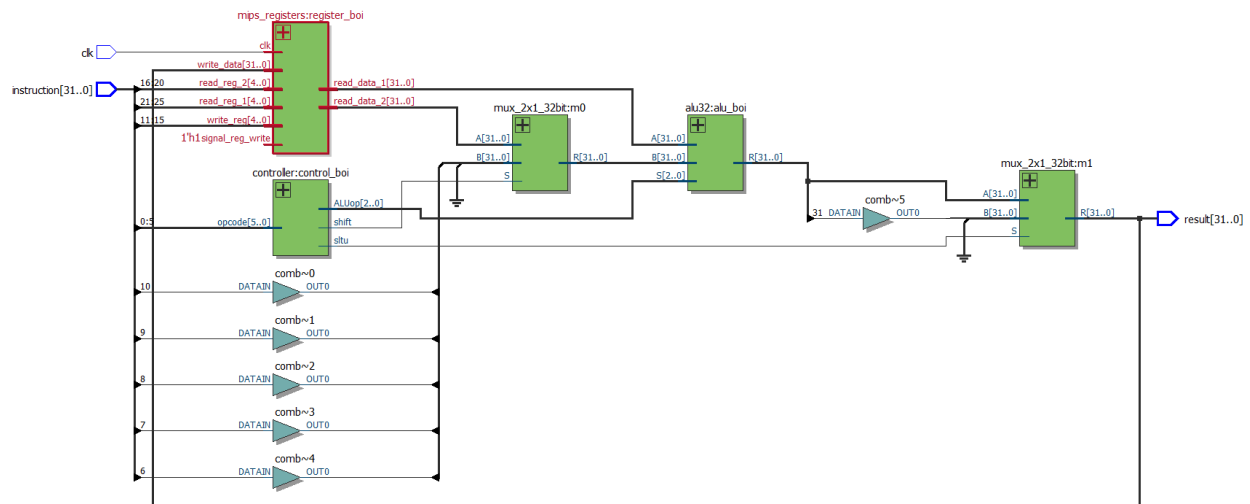 mips_registers:register_boi
clk
clk
write_data[31..0]
instruction[31..0]
16:20
read_reg_2[4..0]
read_data_1[31..0]
21:25
read_reg_1[4..0]
read_data_2[31..0]
11:15
write_reg[4..0]
1'h1
signal_reg_write
mux_2x1_32bit:m0
A[31..0]
B[31..0]
R[31..0]
S
alu32:alu_boi
A[31..0]
B[31..0]
R[31..0]
S[2..0]
controller:control_boi
ALUop[2..0]
0:5
opcode[5..0]
shift
sltu
comb~5
31
DATAIN
OUT0
mux_2x1_32bit:m1
A[31..0]
B[31..0]
R[31..0]
S
result[31..0]
comb~0
10
DATAIN
OUT0
comb~1
9
DATAIN
OUT0
comb~2
8
DATAIN
OUT0
comb~3
7
DATAIN
OUT0
comb~4
6
DATAIN
OUT0